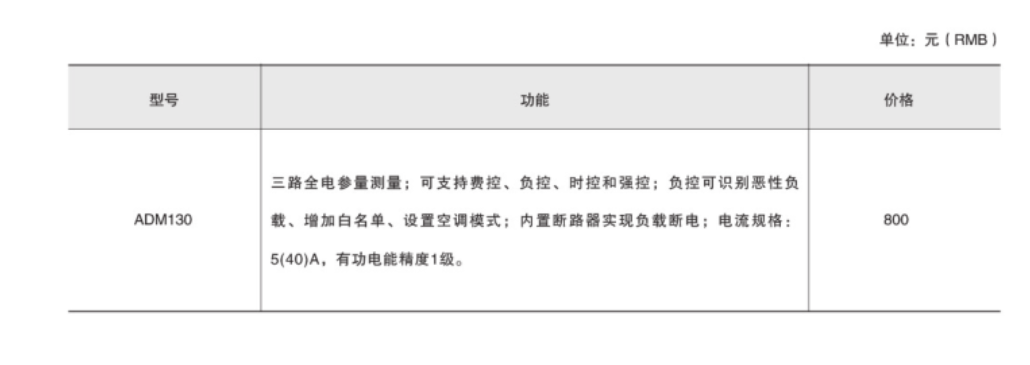 单位：元（RMB）
型号 功能 价格
三路全电参量测量；可支持费控、负控、时控和强控；负控可识别恶性负
ADM130 载、增加白名单、设置空调模式；内置断路器实现负载断电；电流规格： 800
5(40)A，有功电能精度1级。